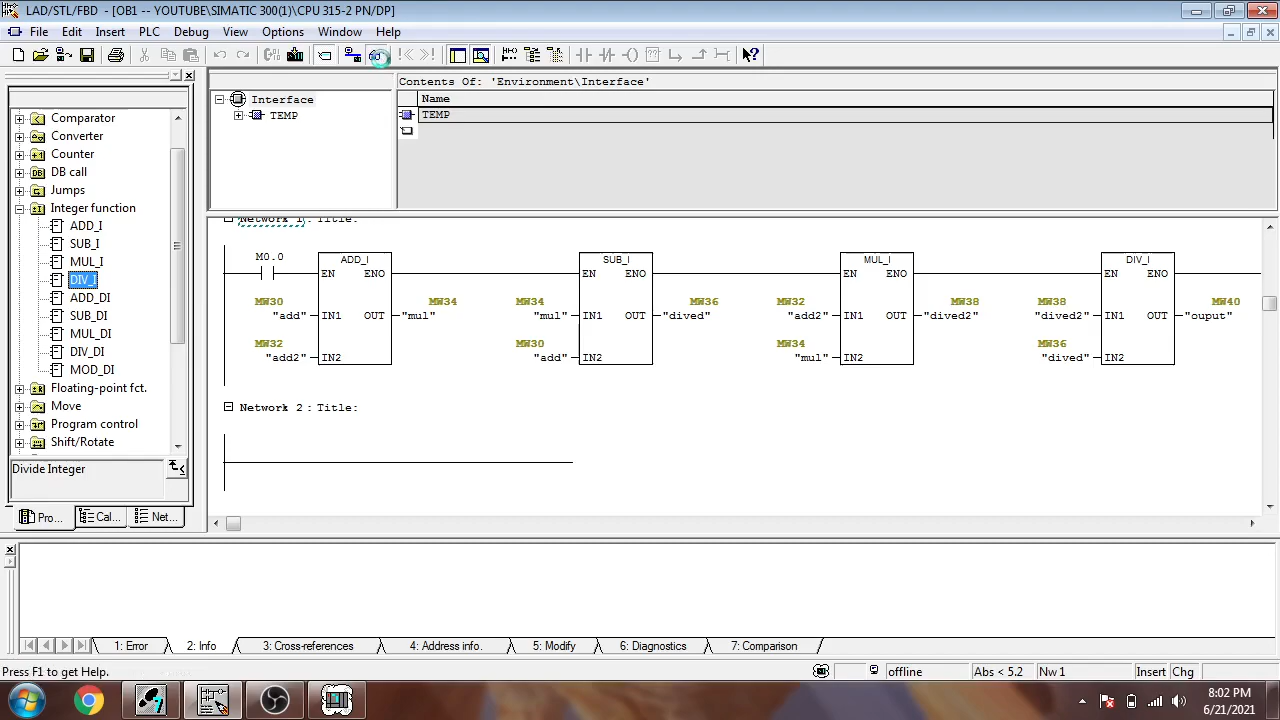 LAD/STL/FBD - [OB1 -- YOUTUBE\SIMATIC 300(1)\CPU 315-2 PN/DP]
File Edit Insert PLC Debug View Options Window Help
Contents Of: 'Environment\Interface'
Interface
TEMP
Name
TEMP
Comparator
Converter
Counter
DB call
Jumps
Integer function
ADD_I
SUB_I
MUL_I
DIV_I
ADD_DI
SUB_DI
MUL_DI
DIV_DI
MOD_DI
Floating-point fct.
Move
Program control
Shift/Rotate
Divide Integer
Pro... Cal... Net...
Network 1 : Title:
M0.0 ADD_I SUB_I MUL_I DIV_I
EN ENO EN ENO EN ENO EN ENO
MW30 MW34 MW34 MW36 MW32 MW38 MW38 MW40
"add" IN1 OUT "mul" "mul" IN1 OUT "dived" "add2" IN1 OUT "dived2" "dived2" IN1 OUT "ouput"
MW32 MW30 MW34 MW36
"add2" IN2 "add" IN2 "mul" IN2 "dived" IN2
Network 2 : Title:
1: Error 2: Info 3: Cross-references 4: Address info. 5: Modify 6: Diagnostics 7: Comparison
Press F1 to get Help. offline Abs < 5.2 Nw 1 Insert Chg
8:02 PM
6/21/2021